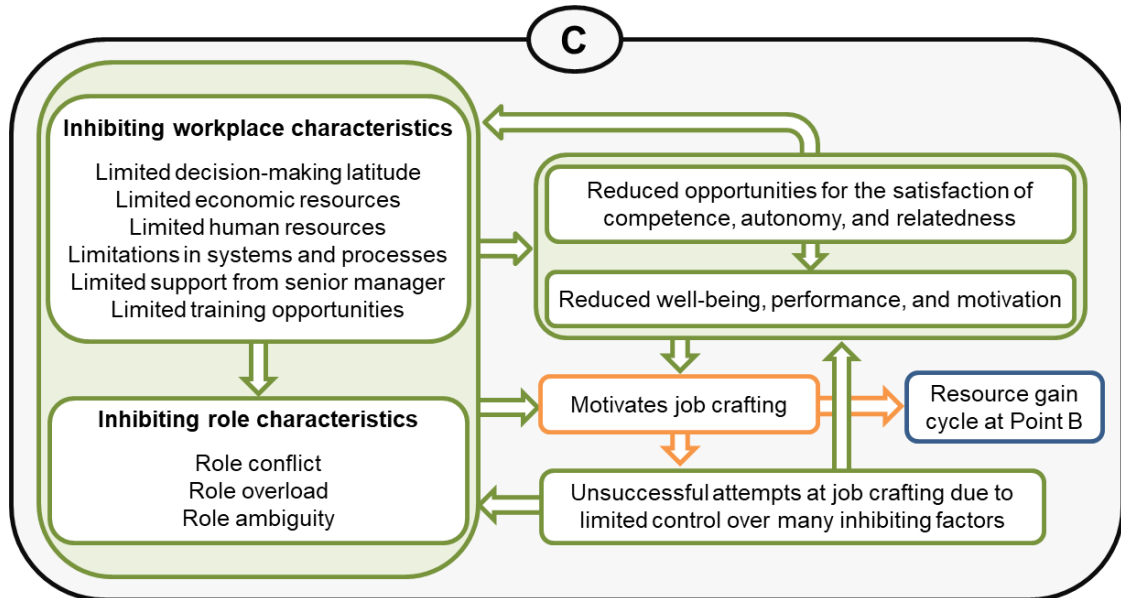 C
Inhibiting workplace characteristics
Limited decision-making latitude
Limited economic resources
Limited human resources
Limitations in systems and processes
Limited support from senior manager
Limited training opportunities
Inhibiting role characteristics
Role conflict
Role overload
Role ambiguity
Reduced opportunities for the satisfaction of
competence, autonomy, and relatedness
Reduced well-being, performance, and motivation
Motivates job crafting
Resource gain
cycle at Point B
Unsuccessful attempts at job crafting due to
limited control over many inhibiting factors